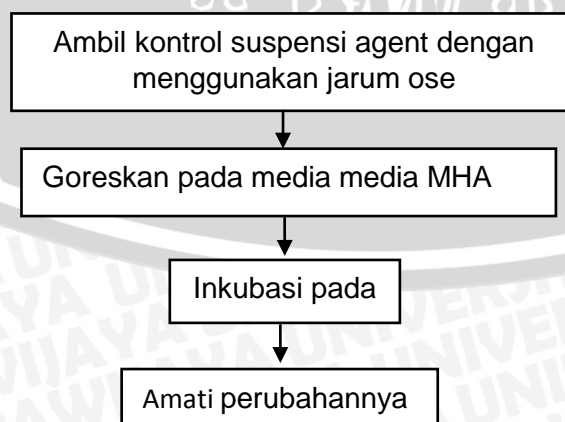 Ambil kontrol suspensi agent dengan
menggunakan jarum ose
Goreskan pada media media MHA
Inkubasi pada
Amati perubahannya